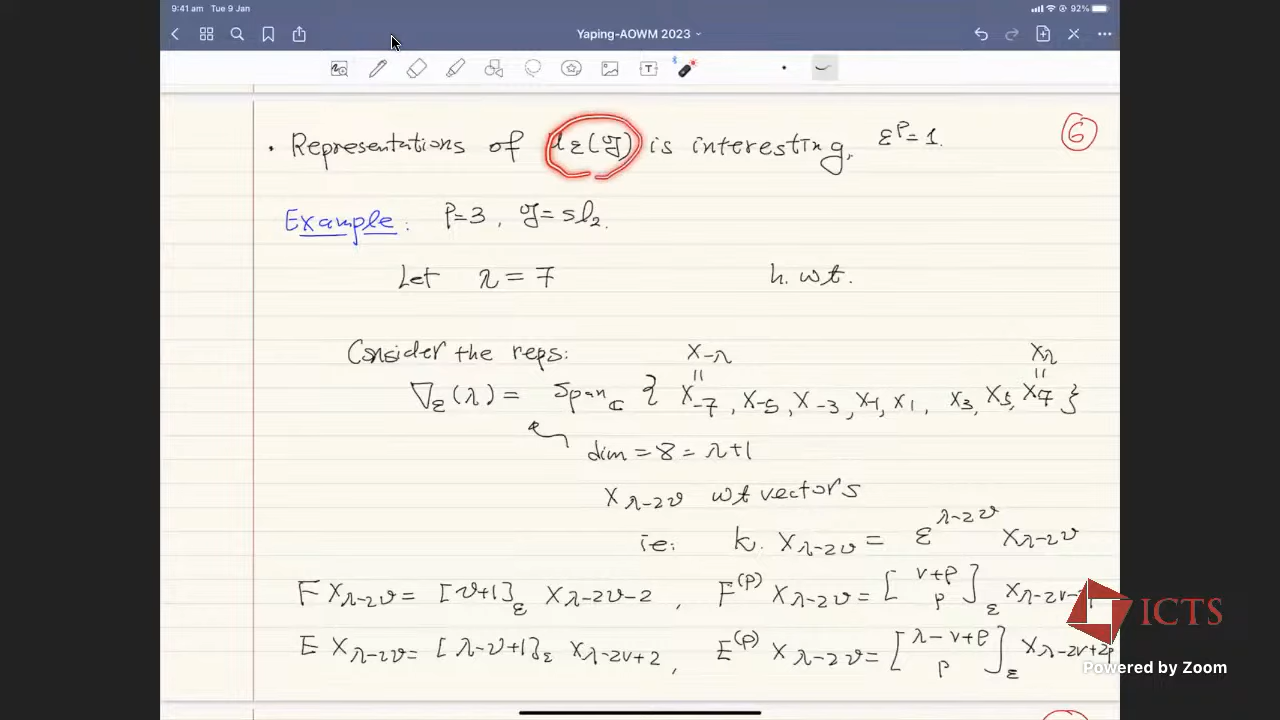 9:41 am Tue 9 Jan
92%
Yaping-AOWM 2023
· Representations of U_ε(𝔤) is interesting, ε^p = 1.
⑥
Example: p=3, 𝔤=sl₂.
Let λ = 7 h. wt.
Consider the reps: X_{-λ} X_λ
|| ||
∇_ε(λ) = Span_ℂ { X_{-7}, X_{-5}, X_{-3}, X_{-1}, X_1, X_3, X_5, X_7 }
dim = 8 = λ+1
X_{λ-2v} wt vectors
ie: k. X_{λ-2v} = ε^{λ-2v} X_{λ-2v}
F X_{λ-2v} = [v+1]_ε X_{λ-2v-2}, F^{(p)} X_{λ-2v} = [v+p p]_ε X_{λ-2v-
E X_{λ-2v} = [λ-v+1]_ε X_{λ-2v+2}, E^{(p)} X_{λ-2v} = [λ-v+p p]_ε X_{λ-2v+2p}
ICTS
Powered by Zoom